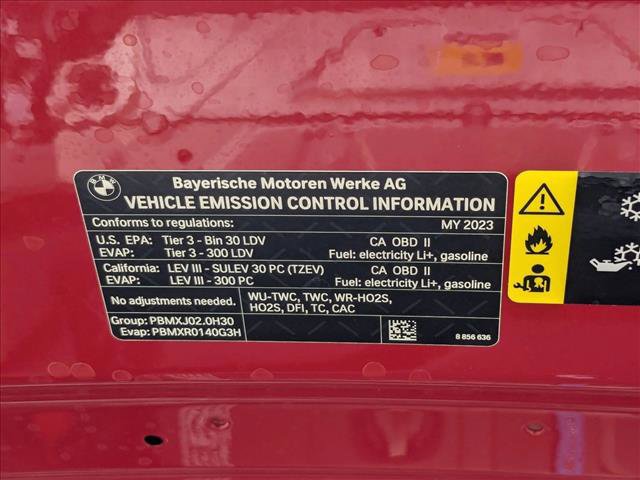 BMW
Bayerische Motoren Werke AG
VEHICLE EMISSION CONTROL INFORMATION
Conforms to regulations: MY 2023
U.S. EPA: Tier 3 - Bin 30 LDV CA OBD II
EVAP: Tier 3 - 300 LDV Fuel: electricity Li+, gasoline
California: LEV III - SULEV 30 PC (TZEV) CA OBD II
EVAP: LEV III - 300 PC Fuel: electricity Li+, gasoline
No adjustments needed. WU-TWC, TWC, WR-HO2S,
HO2S, DFI, TC, CAC
Group: PBMXJ02.0H30
Evap: PBMXR0140G3H 8 856 636